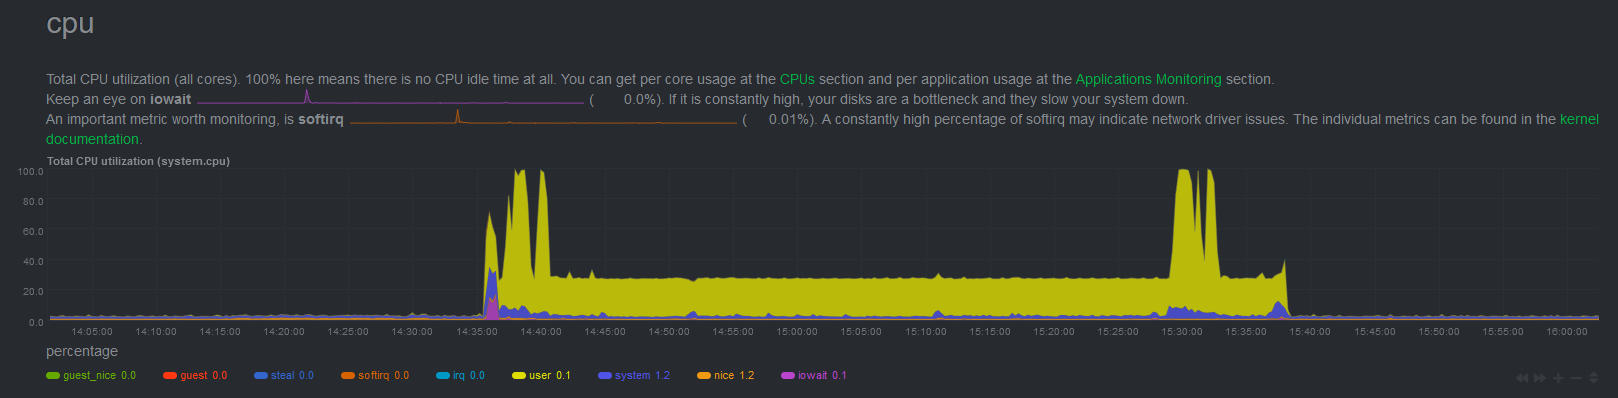 cpu
Total CPU utilization (all cores). 100% here means there is no CPU idle time at all. You can get per core usage at the CPUs section and per application usage at the Applications Monitoring section.
Keep an eye on iowait ( 0.0%). If it is constantly high, your disks are a bottleneck and they slow your system down.
An important metric worth monitoring, is softirq ( 0.01%). A constantly high percentage of softirq may indicate network driver issues. The individual metrics can be found in the kernel
documentation.
Total CPU utilization (system.cpu)
100.0
80.0
60.0
40.0
20.0
0.0
14:05:00 14:10:00 14:15:00 14:20:00 14:25:00 14:30:00 14:35:00 14:40:00 14:45:00 14:50:00 14:55:00 15:00:00 15:05:00 15:10:00 15:15:00 15:20:00 15:25:00 15:30:00 15:35:00 15:40:00 15:45:00 15:50:00 15:55:00 16:00:00
percentage
guest_nice 0.0 guest 0.0 steal 0.0 softirq 0.0 irq 0.0 user 0.1 system 1.2 nice 1.2 iowait 0.1